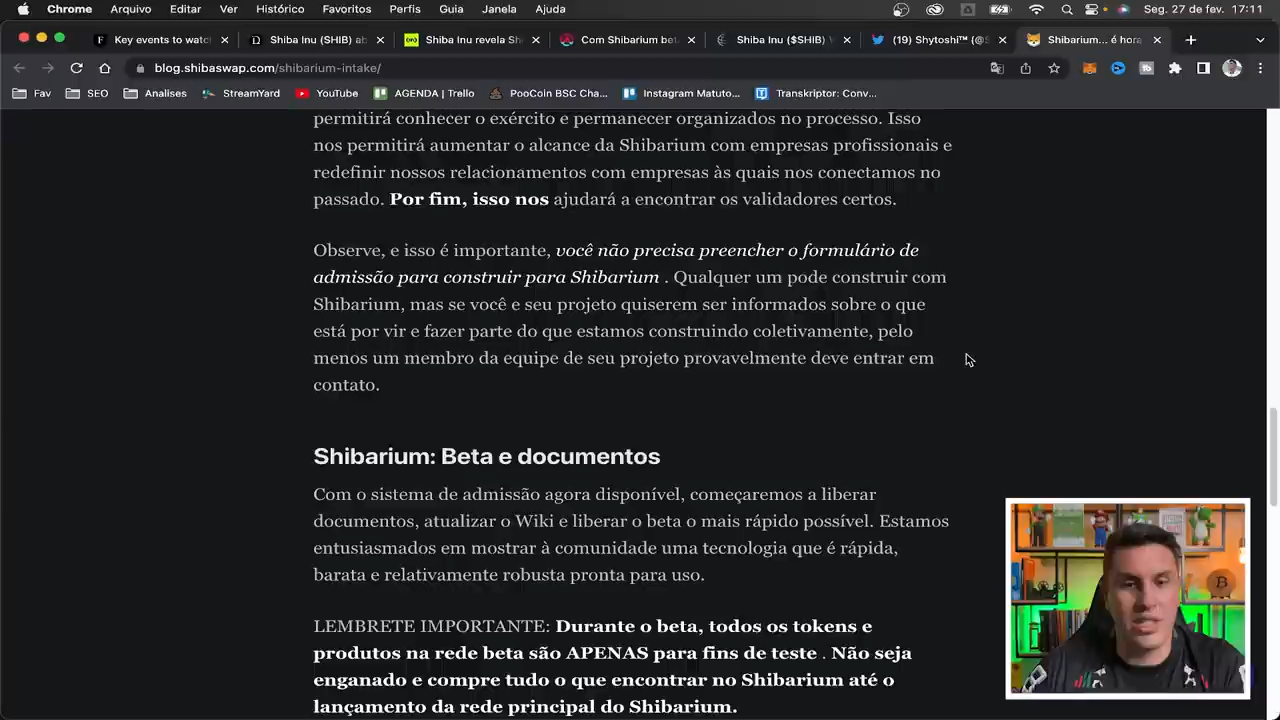 Chrome Arquivo Editar Ver Histórico Favoritos Perfis Guia Janela Ajuda Seg. 27 de fev. 17:11
Key events to watch Shiba Inu (SHIB) ab Shiba Inu revela She Com Shibarium bet Shiba Inu ($SHIB) V (19) Shytoshi™ (@S Shibarium... é hora
blog.shibaswap.com/shibarium-intake/
Fav SEO Analises StreamYard YouTube AGENDA | Trello PooCoin BSC Cha... Instagram Matuto... Transkriptor: Conv...
permitirá conhecer o exército e permanecer organizados no processo. Isso
nos permitirá aumentar o alcance da Shibarium com empresas profissionais e
redefinir nossos relacionamentos com empresas às quais nos conectamos no
passado. Por fim, isso nos ajudará a encontrar os validadores certos.
Observe, e isso é importante, você não precisa preencher o formulário de
admissão para construir para Shibarium . Qualquer um pode construir com
Shibarium, mas se você e seu projeto quiserem ser informados sobre o que
está por vir e fazer parte do que estamos construindo coletivamente, pelo
menos um membro da equipe de seu projeto provavelmente deve entrar em
contato.
Shibarium: Beta e documentos
Com o sistema de admissão agora disponível, começaremos a liberar
documentos, atualizar o Wiki e liberar o beta o mais rápido possível. Estamos
entusiasmados em mostrar à comunidade uma tecnologia que é rápida,
barata e relativamente robusta pronta para uso.
LEMBRETE IMPORTANTE: Durante o beta, todos os tokens e
produtos na rede beta são APENAS para fins de teste . Não seja
enganado e compre tudo o que encontrar no Shibarium até o
lançamento da rede principal do Shibarium.